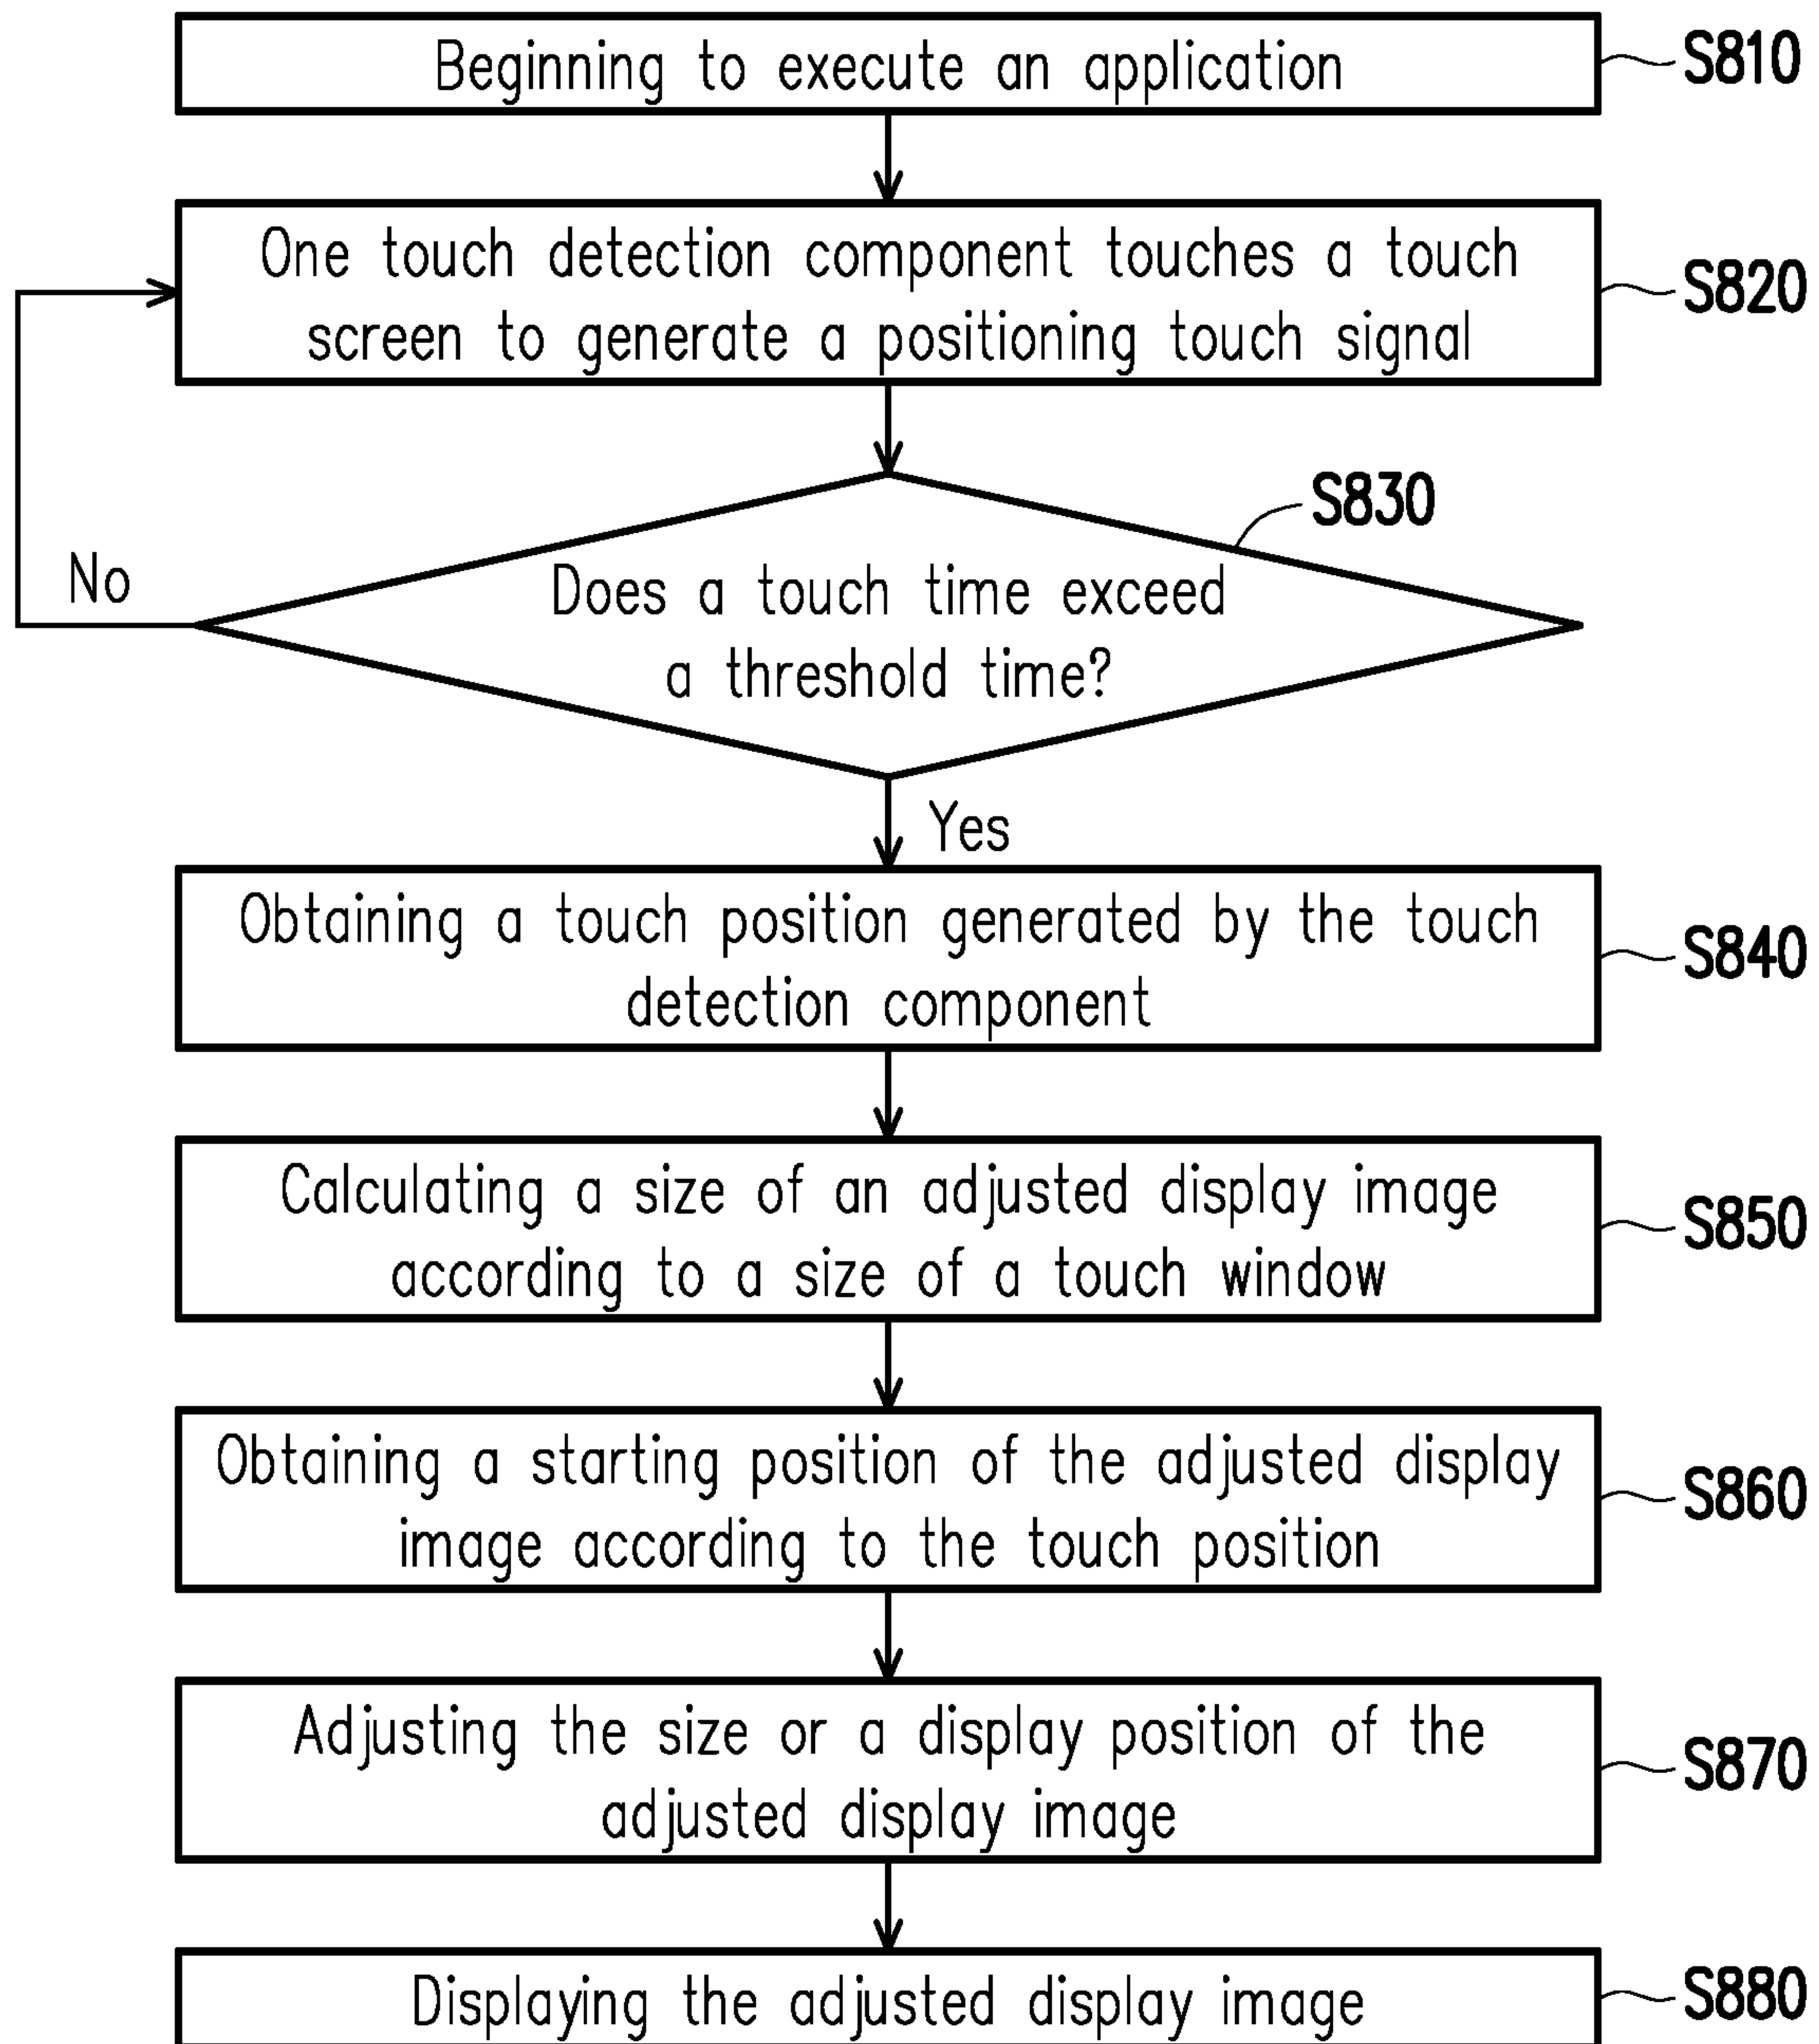 Beginning to execute an application
S810
One touch detection component touches a touch
screen to generate a positioning touch signal
S820
S830
Does a touch time exceed
a threshold time?
No
Yes
Obtaining a touch position generated by the touch
detection component
S840
Calculating a size of an adjusted display image
according to a size of a touch window
S850
Obtaining a starting position of the adjusted display
image according to the touch position
S860
Adjusting the size or a display position of the
adjusted display image
S870
Displaying the adjusted display image
S880